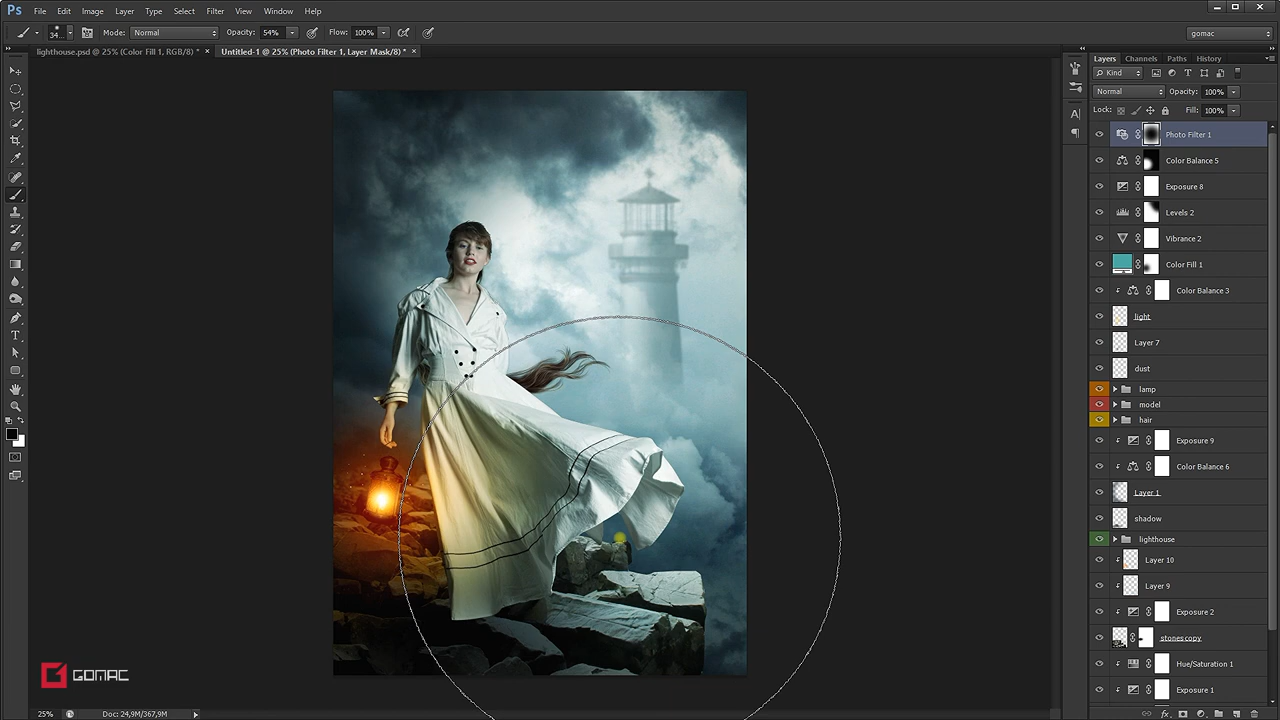 Ps File Edit Image Layer Type Select Filter View Window Help
34 Mode: Normal Opacity: 54% Flow: 100% gomac
lighthouse.psd @ 25% (Color Fill 1, RGB/8) * × Untitled-1 @ 25% (Photo Filter 1, Layer Mask/8) * ×
Layers Channels Paths History
Kind
Normal Opacity: 100%
Lock: Fill: 100%
Photo Filter 1
Color Balance 5
Exposure 8
Levels 2
Vibrance 2
Color Fill 1
Color Balance 3
light
Layer 7
dust
lamp
model
hair
Exposure 9
Color Balance 6
Layer 1
shadow
lighthouse
Layer 10
Layer 9
Exposure 2
stones copy
Hue/Saturation 1
Exposure 1
GOMAC
25% Doc: 24,9M/367,9M